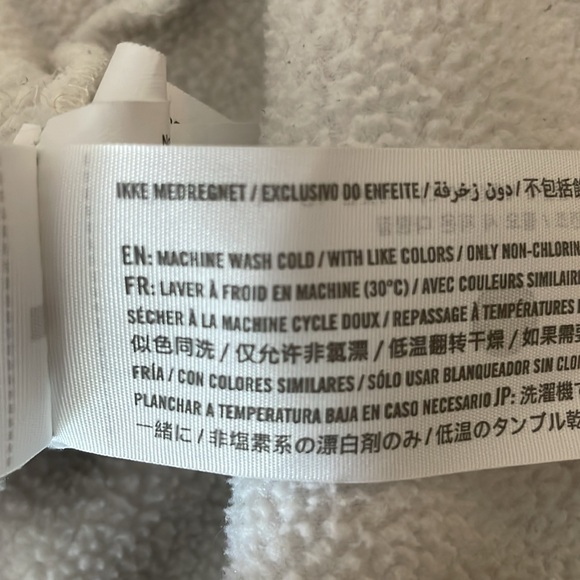 IKKE MEDREGNET / EXCLUSIVO DO ENFEITE / دون زخرفة / 不包括
EN: MACHINE WASH COLD / WITH LIKE COLORS / ONLY NON-CHLORIN
FR: LAVER À FROID EN MACHINE (30°C) / AVEC COULEURS SIMILAIRE
SÉCHER À LA MACHINE CYCLE DOUX / REPASSAGE À TEMPÉRATURES
似色同洗 / 仅允许非氯漂 / 低温翻转干燥 / 如果需要
FRÍA / CON COLORES SIMILARES / SÓLO USAR BLANQUEADOR SIN CLO
PLANCHAR A TEMPERATURA BAJA EN CASO NECESARIO JP: 洗濯機で
一緒に / 非塩素系の漂白剤のみ / 低温のタンブル乾